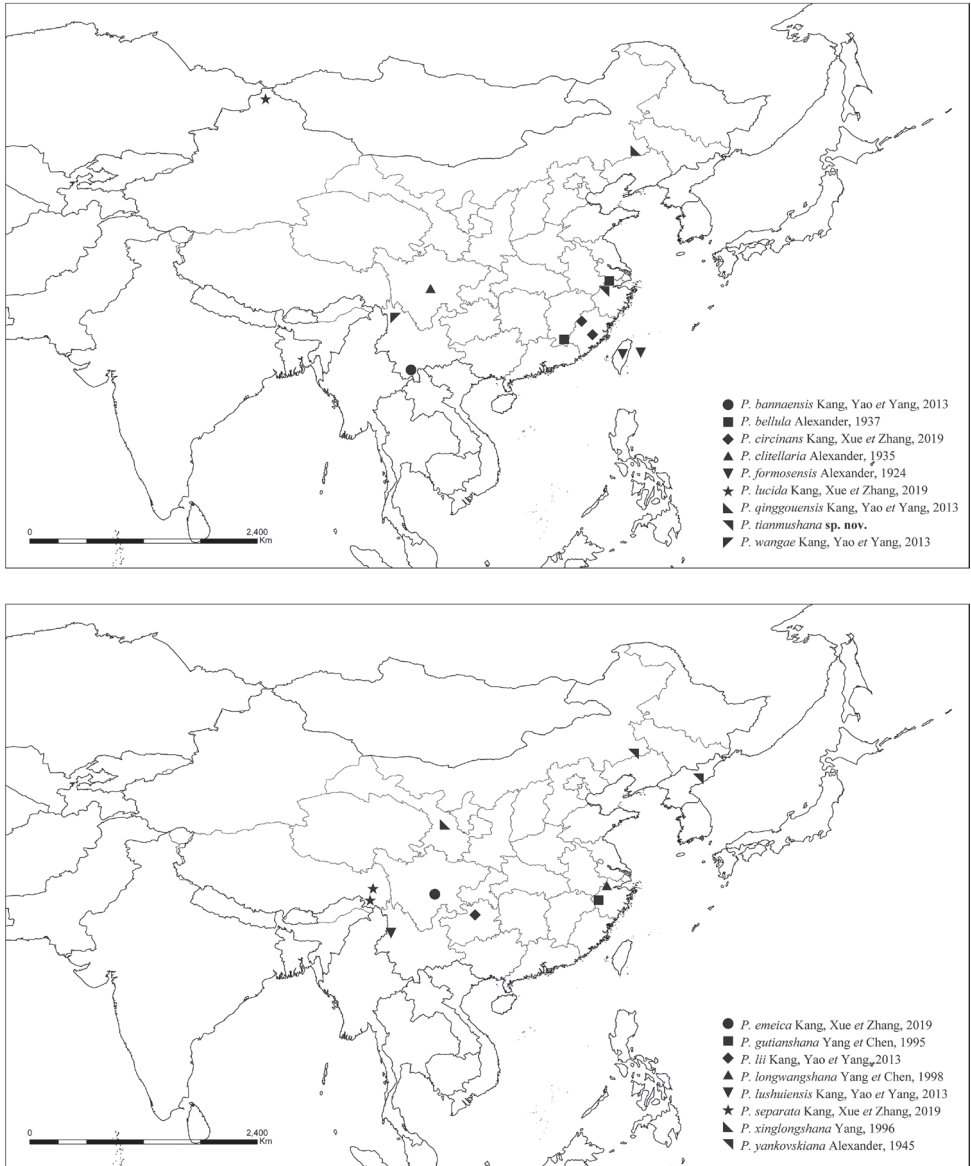 P. bannaensis Kang, Yao et Yang, 2013
P. bellula Alexander, 1937
P. circinans Kang, Xue et Zhang, 2019
P. clitellaria Alexander, 1935
P. formosensis Alexander, 1924
P. lucida Kang, Xue et Zhang, 2019
P. qinggouensis Kang, Yao et Yang, 2013
P. tianmushana sp. nov.
P. wangae Kang, Yao et Yang, 2013
0 2,400
Km
P. emeica Kang, Xue et Zhang, 2019
P. gutianshana Yang et Chen, 1995
P. lii Kang, Yao et Yang, 2013
P. longwangshana Yang et Chen, 1998
P. lushuiensis Kang, Yao et Yang, 2013
P. separata Kang, Xue et Zhang, 2019
P. xinglongshana Yang, 1996
P. yankovskiana Alexander, 1945
0 2,400
Km